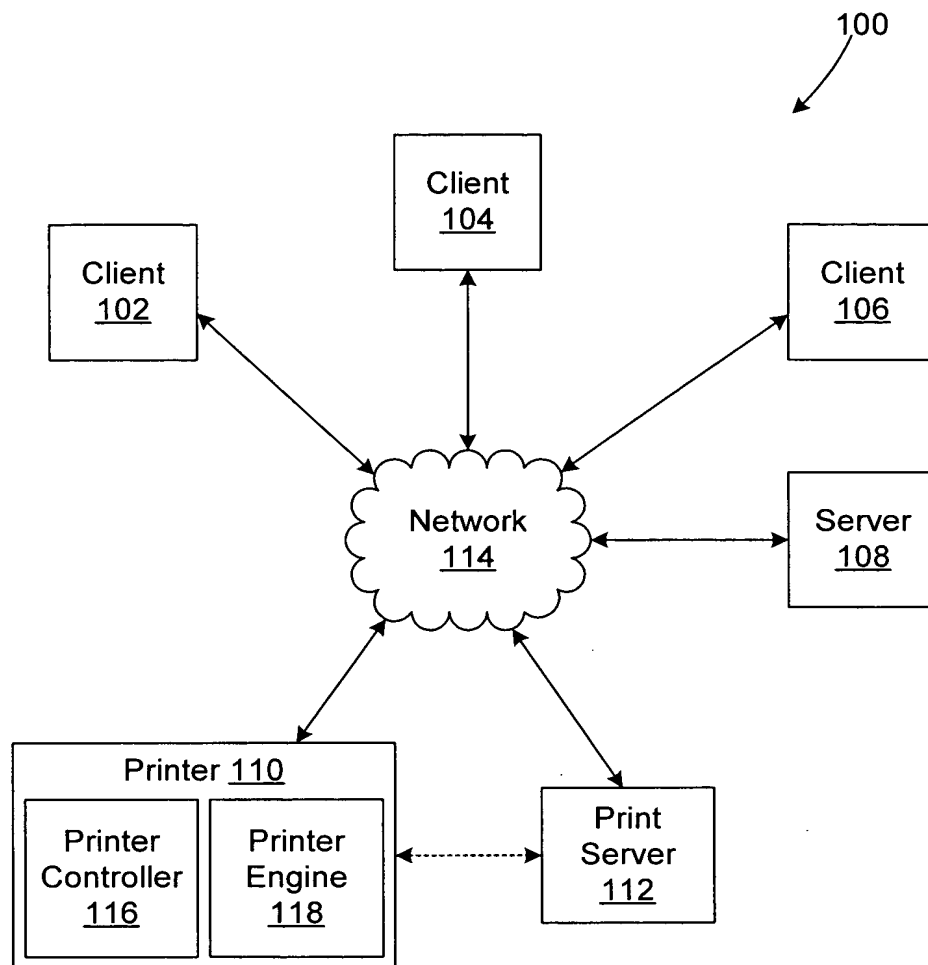 100
Client
104
Client
102
Client
106
Network
114
Server
108
Printer 110
Printer
Controller
116
Printer
Engine
118
Print
Server
112